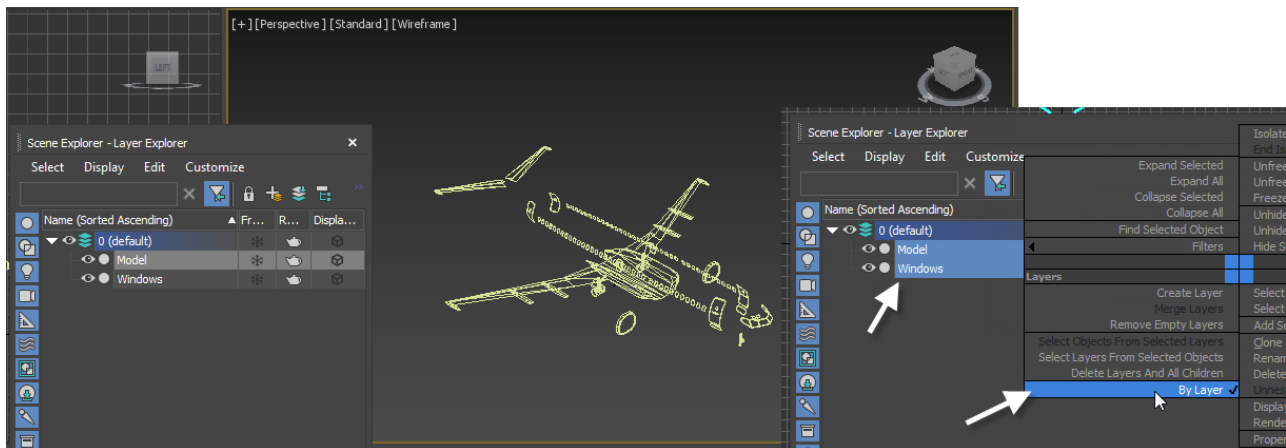 [+] [Perspective] [Standard] [Wireframe]
LEFT
Scene Explorer - Layer Explorer
Select Display Edit Customize
Name (Sorted Ascending) Fr... R... Displa...
0 (default)
Model
Windows
Scene Explorer - Layer Explorer
Select Display Edit Customize
Name (Sorted Ascending)
0 (default)
Model
Windows
Expand Selected
Expand All
Collapse Selected
Collapse All
Find Selected Object
Filters
Layers
Create Layer
Merge Layers
Remove Empty Layers
Select Objects From Selected Layers
Select Layers From Selected Objects
Delete Layers And All Children
By Layer
Isolate
End Is
Unfree
Unfree
Freeze
Unhide
Unhide
Hide S
Select
Select
Add Se
Clone
Renam
Delete
Unnes
Display
Rende
Prope